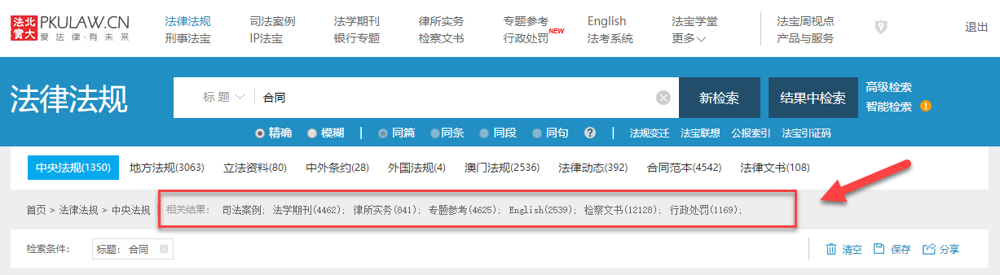 法北寳大 PKULAW.CN
爱法律·有未来
法律法规 司法案例 法学期刊 律所实务 专题参考 English 法宝学堂 法宝周视点
刑事法宝 IP法宝 银行专题 检察文书 行政处罚 NEW 法考系统 更多 产品与服务
退出
法律法规
标 题 合同 新检索 结果中检索 高级检索
智能检索 !
精确 模糊 | 同篇 同条 同段 同句 ? | 法规变迁 法宝联想 公报索引 法宝引证码
中央法规(1350) 地方法规(3063) 立法资料(80) 中外条约(28) 外国法规(4) 澳门法规(2536) 法律动态(392) 合同范本(4542) 法律文书(108)
首页 > 法律法规 > 中央法规 相关结果: 司法案例; 法学期刊(4462); 律所实务(841); 专题参考(4625); English(2539); 检察文书(12128); 行政处罚(1169);
检索条件: 标题: 合同 清空 保存 分享